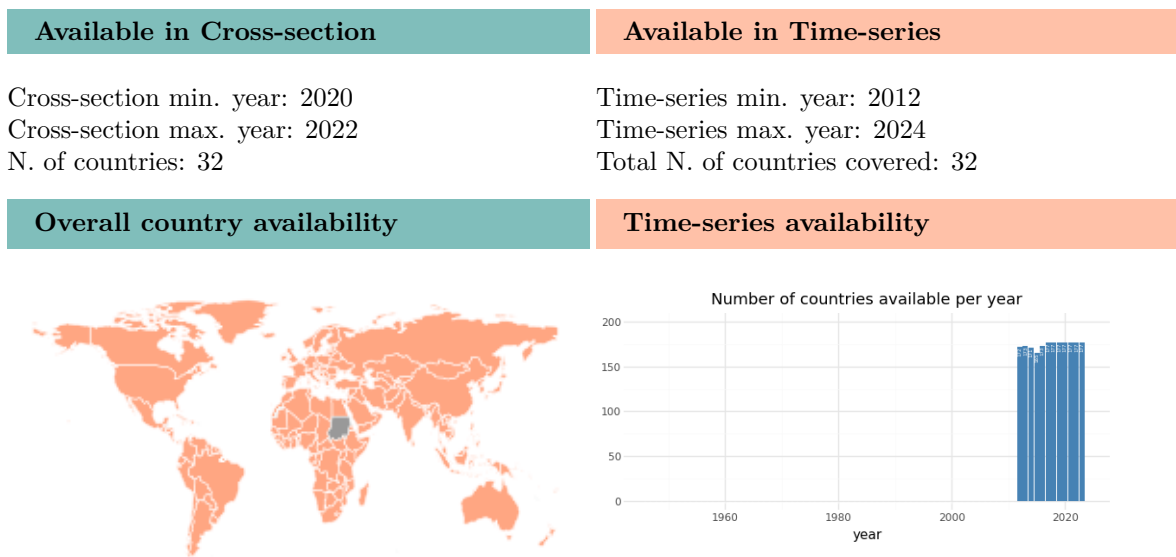 Available in Cross-section
Available in Time-series
Cross-section min. year: 2020
Cross-section max. year: 2022
N. of countries: 32
Time-series min. year: 2012
Time-series max. year: 2024
Total N. of countries covered: 32
Overall country availability
Time-series availability
Number of countries available per year
200
150
100
50
0
1960
1980
2000
2020
year